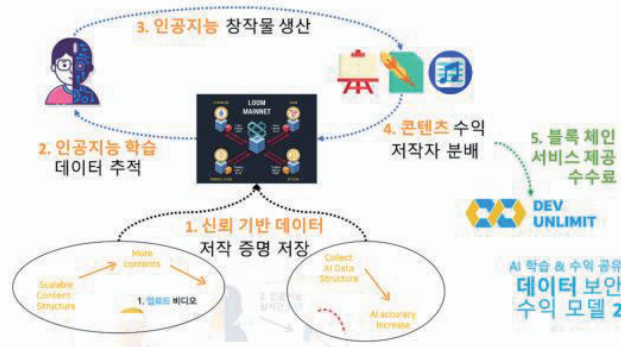 3. 인공지능 창작물 생산
LOOM
MAINNET
2. 인공지능 학습
데이터 추적
4. 콘텐츠 수익
저작자 분배
5. 블록 체인
서비스 제공
수수료
1. 신뢰 기반 데이터
저작 증명 저장
DEV
UNLIMIT
More
contents
Scalable
Content
Structure
1. 업로드 비디오
Collect
AI Data
Structure
AI accuracy
Increase
AI 학습 & 수익 공유
데이터 보안
수익 모델 2